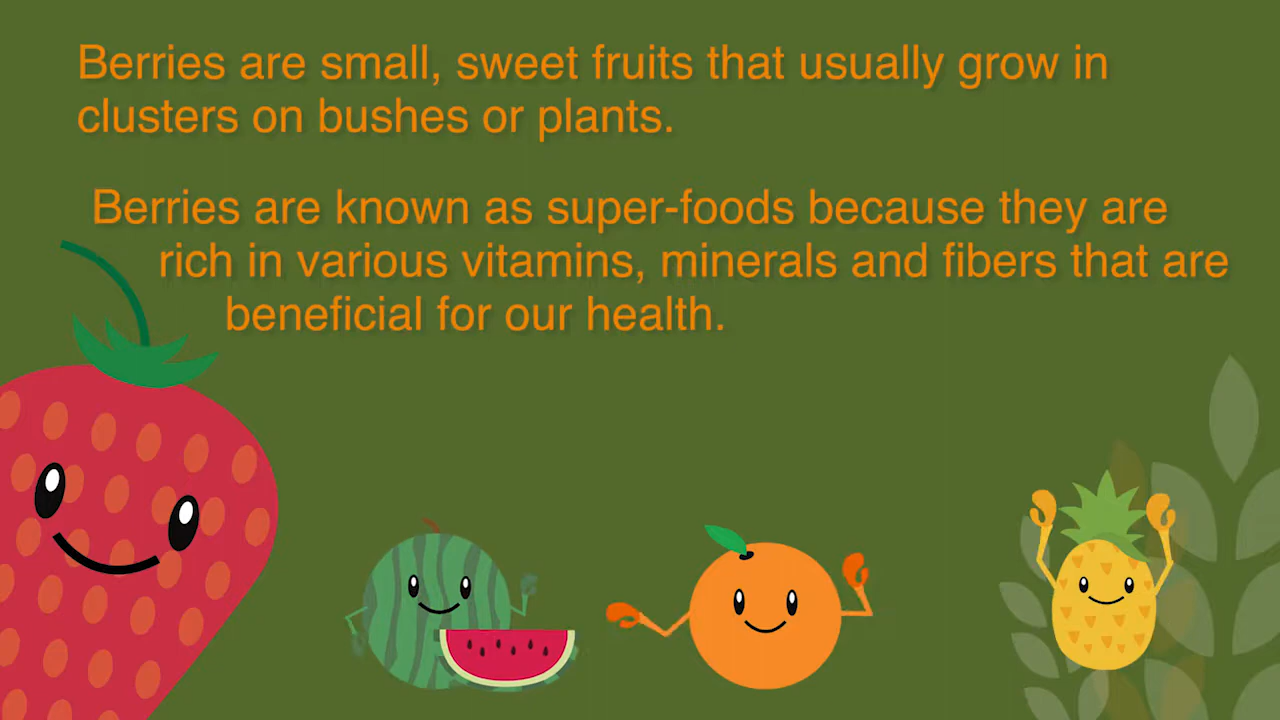 Berries are small, sweet fruits that usually grow in
clusters on bushes or plants.
Berries are known as super-foods because they are
rich in various vitamins, minerals and fibers that are
beneficial for our health.